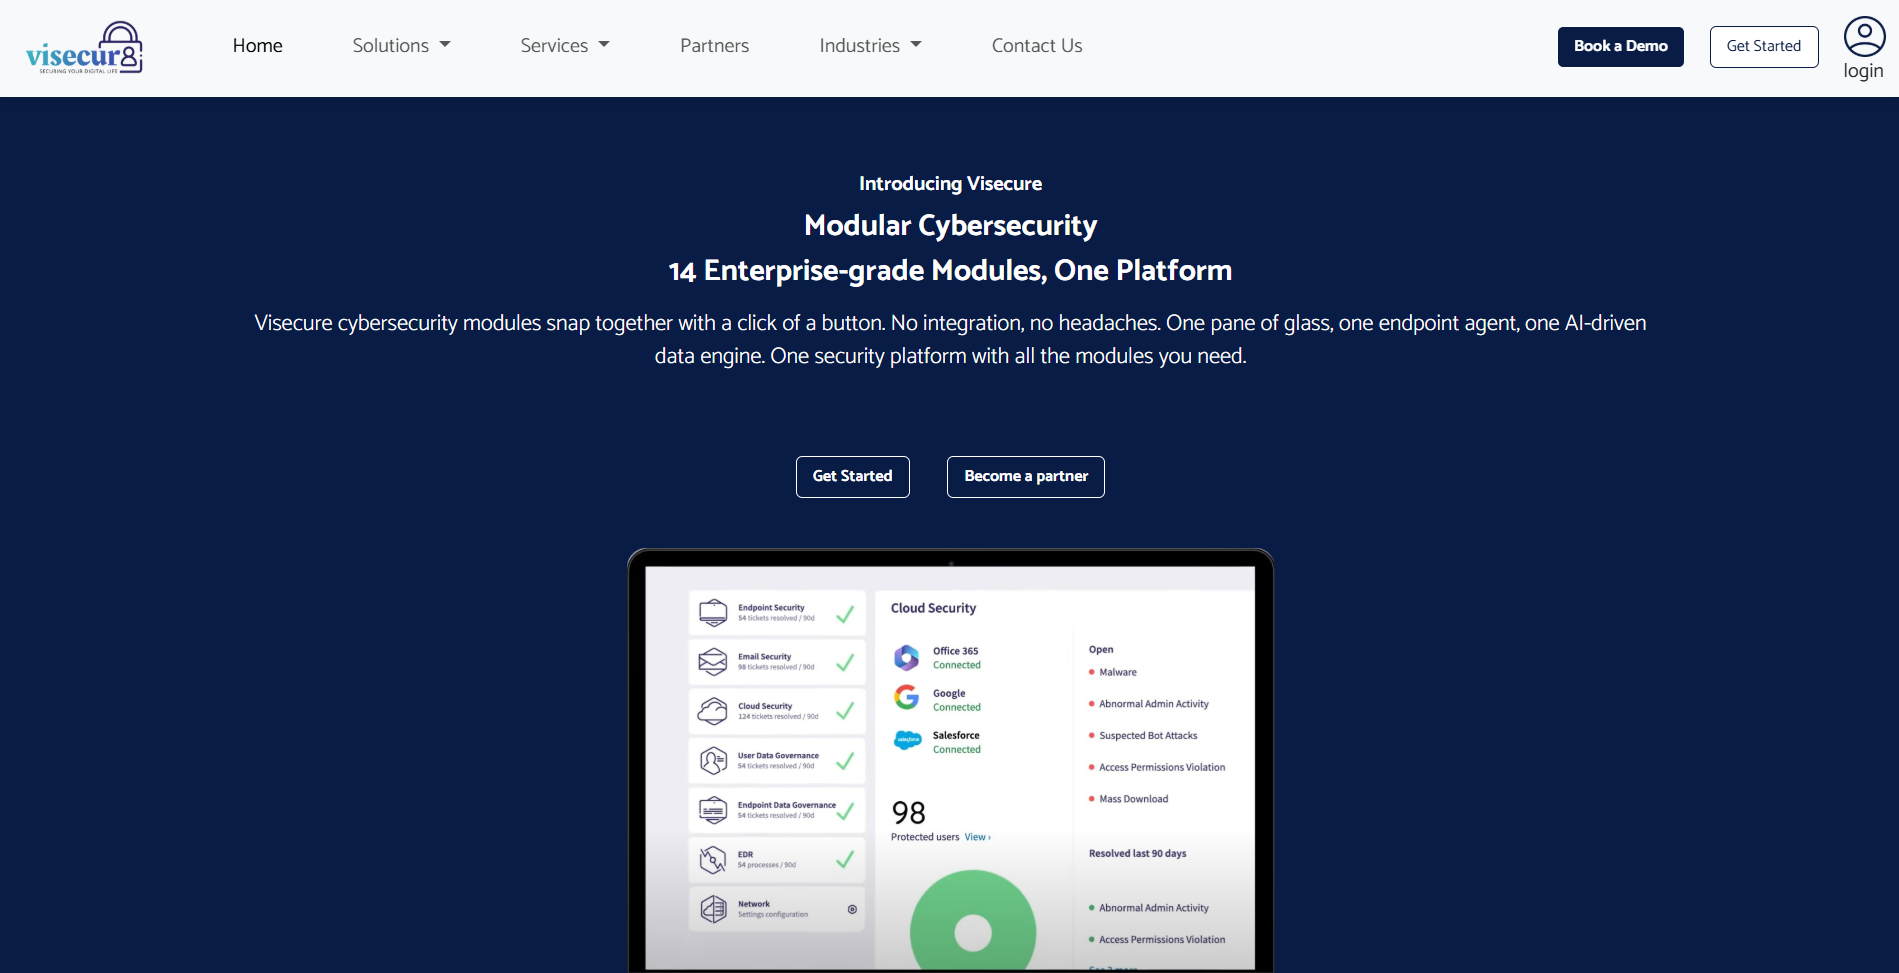 visecur8
SECURING YOUR DIGITAL LIFE
Home
Solutions
Services
Partners
Industries
Contact Us
Book a Demo
Get Started
login
Introducing Visecure
Modular Cybersecurity
14 Enterprise-grade Modules, One Platform
Visecure cybersecurity modules snap together with a click of a button. No integration, no headaches. One pane of glass, one endpoint agent, one AI-driven
data engine. One security platform with all the modules you need.
Get Started
Become a partner
Endpoint Security
54 tickets resolved / 90d
Email Security
98 tickets resolved / 90d
Cloud Security
124 tickets resolved / 90d
User Data Governance
54 tickets resolved / 90d
Endpoint Data Governance
54 tickets resolved / 90d
EDR
54 processes / 90d
Network
Settings configuration
Cloud Security
Office 365
Connected
Google
Connected
salesforce
Salesforce
Connected
98
Protected users View ›
Open
Malware
Abnormal Admin Activity
Suspected Bot Attacks
Access Permissions Violation
Mass Download
Resolved last 90 days
Abnormal Admin Activity
Access Permissions Violation